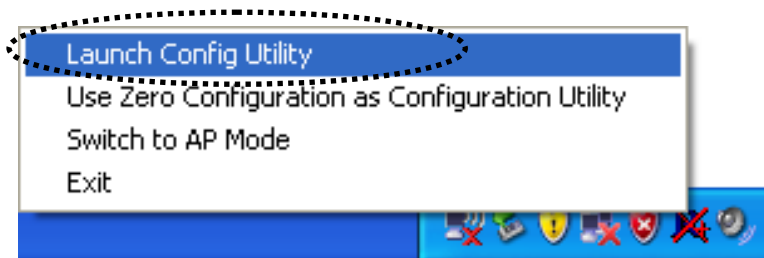 Launch Config Utility
Use Zero Configuration as Configuration Utility
Switch to AP Mode
Exit